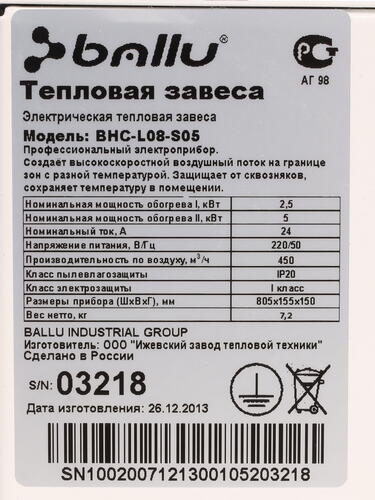 ballu®
РСТ
АГ 98
Тепловая завеса
Электрическая тепловая завеса
Модель: BHC-L08-S05
Профессиональный электроприбор.
Создаёт высокоскоростной воздушный поток на границе
зон с разной температурой. Защищает от сквозняков,
сохраняет температуру в помещении.
Номинальная мощность обогрева I, кВт 2,5
Номинальная мощность обогрева II, кВт 5
Номинальный ток, А 24
Напряжение питания, В/Гц 220/50
Производительность по воздуху, м³/ч 450
Класс пылевлагозащиты IP20
Класс электрозащиты I класс
Размеры прибора (ШхВхГ), мм 805х155х150
Вес нетто, кг 7,2
BALLU INDUSTRIAL GROUP
Изготовитель: ООО "Ижевский завод тепловой техники"
Сделано в России
S/N: 03218
Дата изготовления: 26.12.2013
SN1002007121300105203218